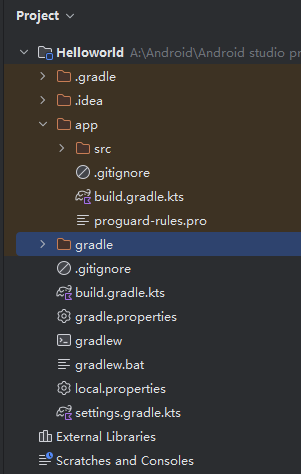 Project
Helloworld A:\Android\Android studio pr
.gradle
.idea
app
src
.gitignore
build.gradle.kts
proguard-rules.pro
gradle
.gitignore
build.gradle.kts
gradle.properties
gradlew
gradlew.bat
local.properties
settings.gradle.kts
External Libraries
Scratches and Consoles